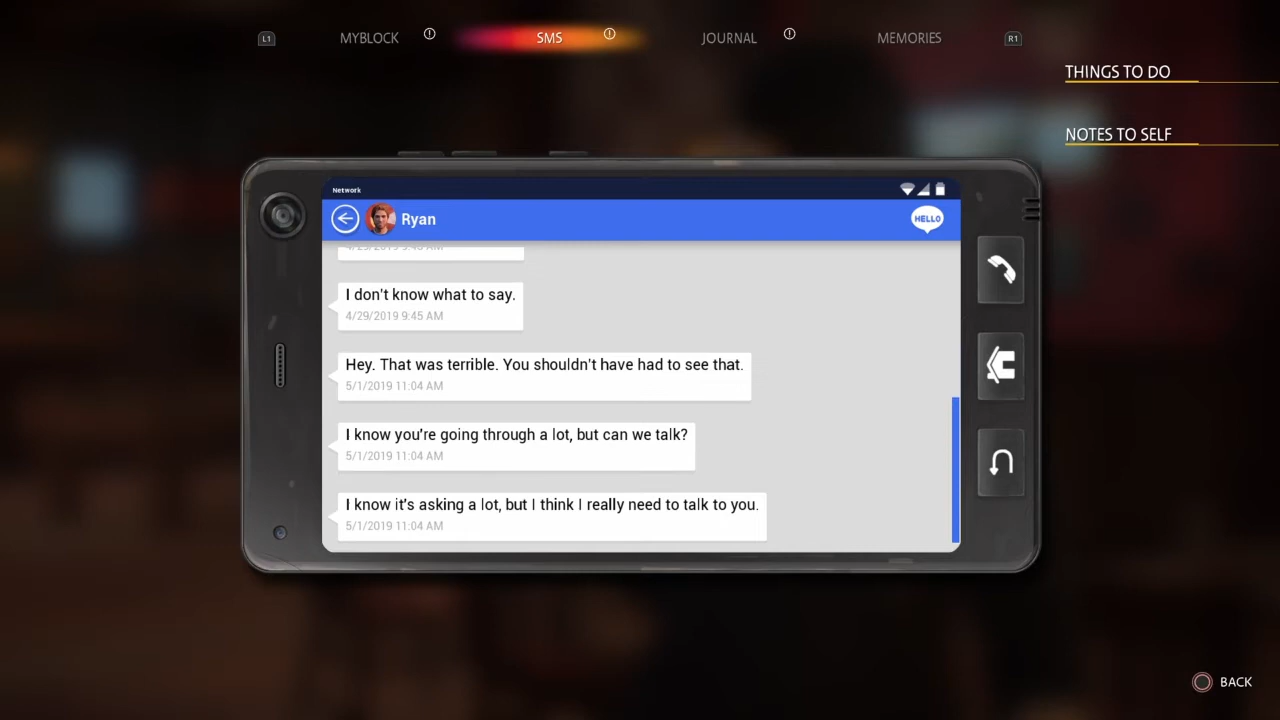 L1
MYBLOCK
SMS
JOURNAL
MEMORIES
R1
THINGS TO DO
NOTES TO SELF
Network
Ryan
HELLO
I don't know what to say.
4/29/2019 9:45 AM
Hey. That was terrible. You shouldn't have had to see that.
5/1/2019 11:04 AM
I know you're going through a lot, but can we talk?
5/1/2019 11:04 AM
I know it's asking a lot, but I think I really need to talk to you.
5/1/2019 11:04 AM
BACK